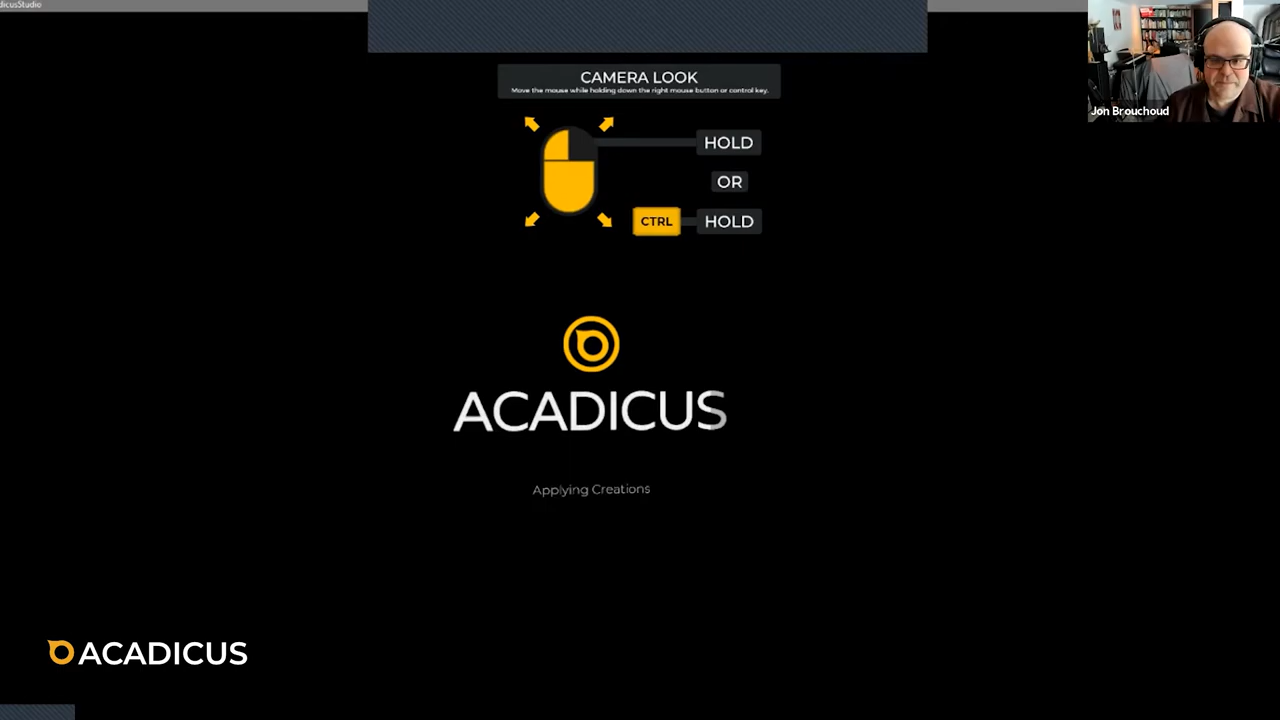 dicusStudio
CAMERA LOOK
Move the mouse while holding down the right mouse button or control key.
HOLD
OR
CTRL
HOLD
Jon Brouchoud
ACADICUS
Applying Creations
ACADICUS